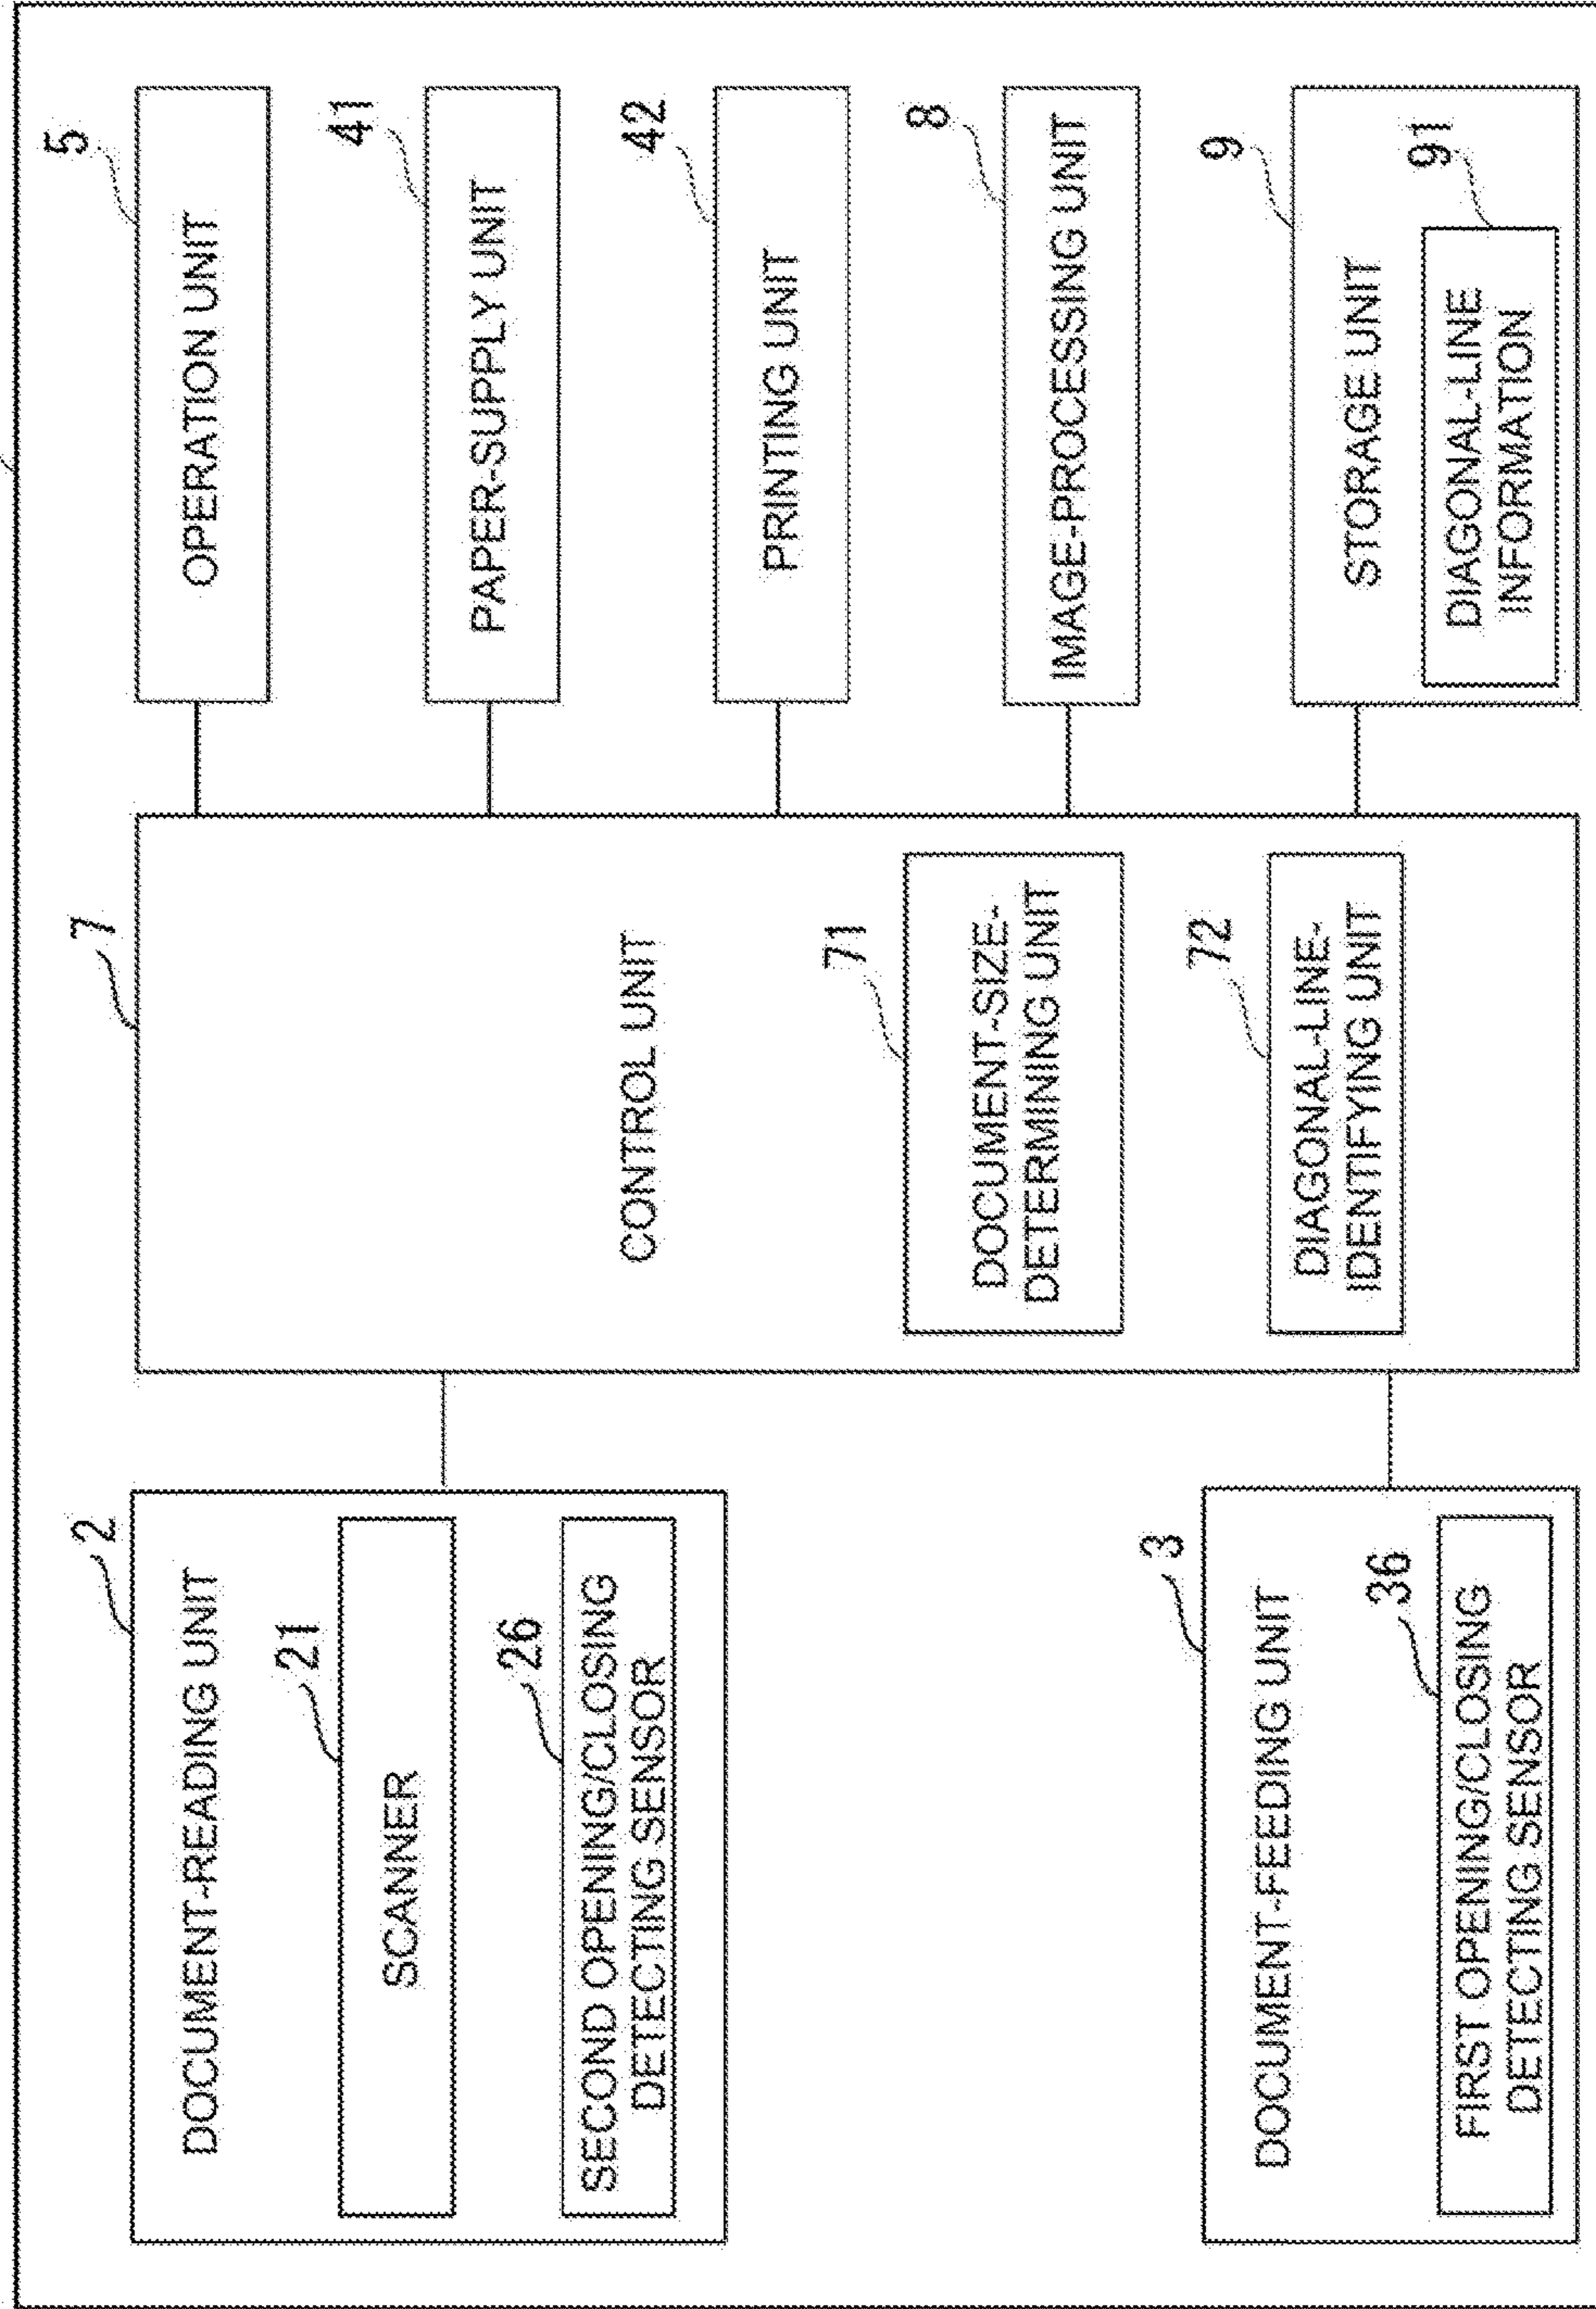 2
DOCUMENT-READING UNIT
21
SCANNER
26
SECOND OPENING/CLOSING
DETECTING SENSOR
3
DOCUMENT-FEEDING UNIT
36
FIRST OPENING/CLOSING
DETECTING SENSOR
7
CONTROL UNIT
71
DOCUMENT-SIZE-
DETERMINING UNIT
72
DIAGONAL-LINE-
IDENTIFYING UNIT
5
OPERATION UNIT
41
PAPER-SUPPLY UNIT
42
PRINTING UNIT
8
IMAGE-PROCESSING UNIT
9
STORAGE UNIT
91
DIAGONAL-LINE
INFORMATION